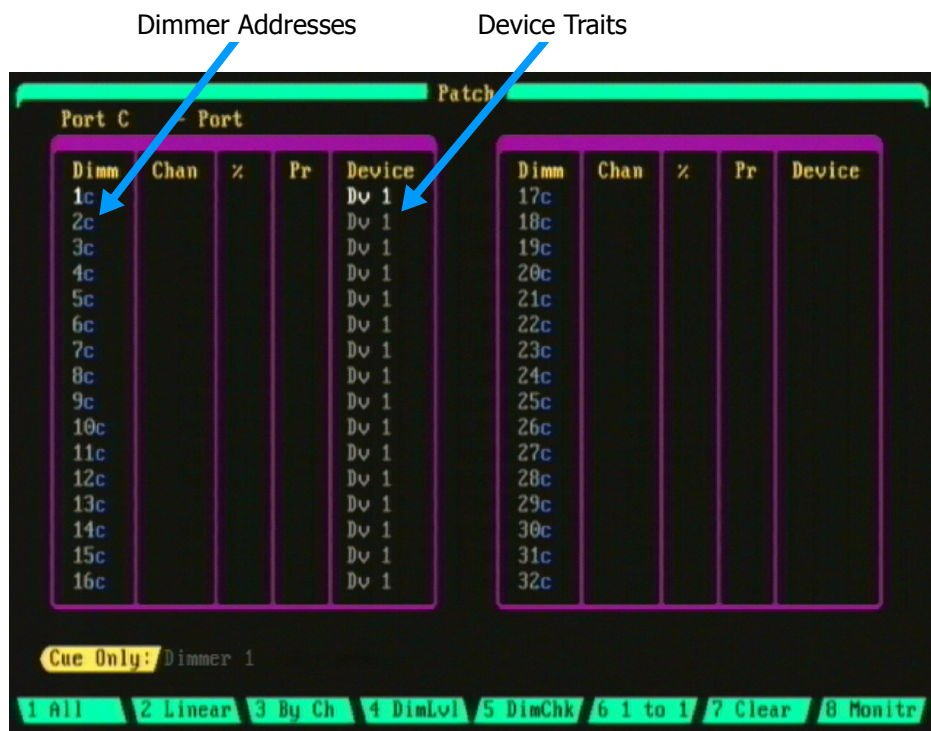 Dimmer Addresses Device Traits
Patch
Port C - Port
Dimm Chan % Pr Device Dimm Chan % Pr Device
1c Dv 1 17c
2c Dv 1 18c
3c Dv 1 19c
4c Dv 1 20c
5c Dv 1 21c
6c Dv 1 22c
7c Dv 1 23c
8c Dv 1 24c
9c Dv 1 25c
10c Dv 1 26c
11c Dv 1 27c
12c Dv 1 28c
13c Dv 1 29c
14c Dv 1 30c
15c Dv 1 31c
16c Dv 1 32c
Cue Only: Dimmer 1
1 All 2 Linear 3 By Ch 4 DimLvl 5 DimChk 6 1 to 1 7 Clear 8 Monitr